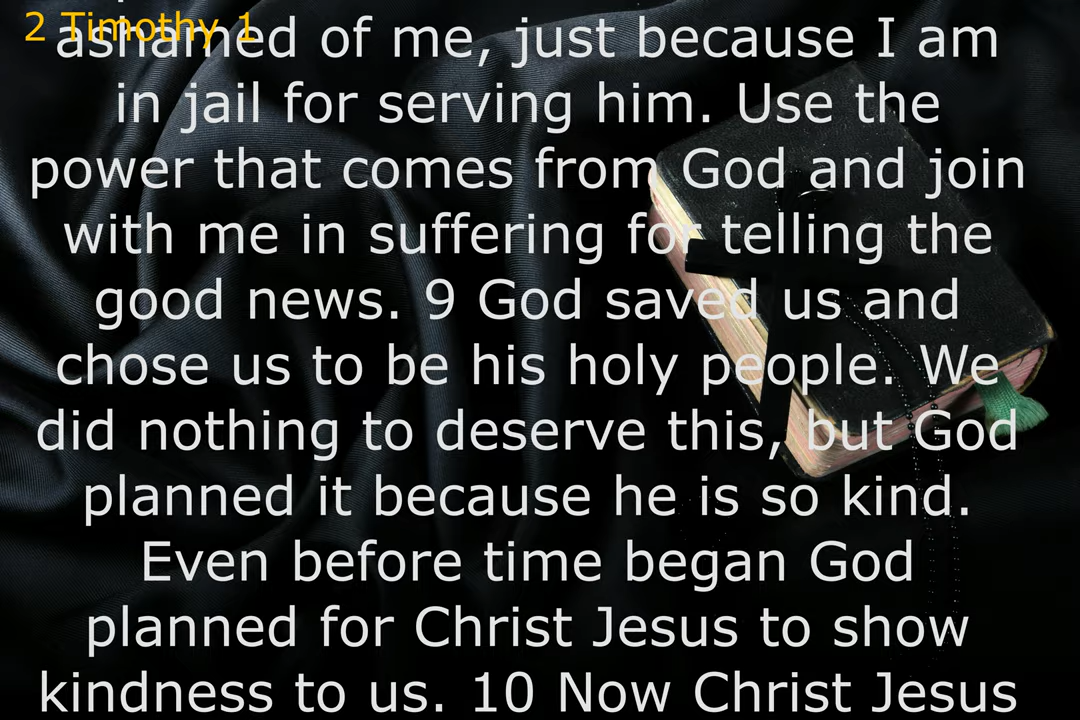 2 Timothy 1
ashamed of me, just because I am
in jail for serving him. Use the
power that comes from God and join
with me in suffering for telling the
good news. 9 God saved us and
chose us to be his holy people. We
did nothing to deserve this, but God
planned it because he is so kind.
Even before time began God
planned for Christ Jesus to show
kindness to us. 10 Now Christ Jesus